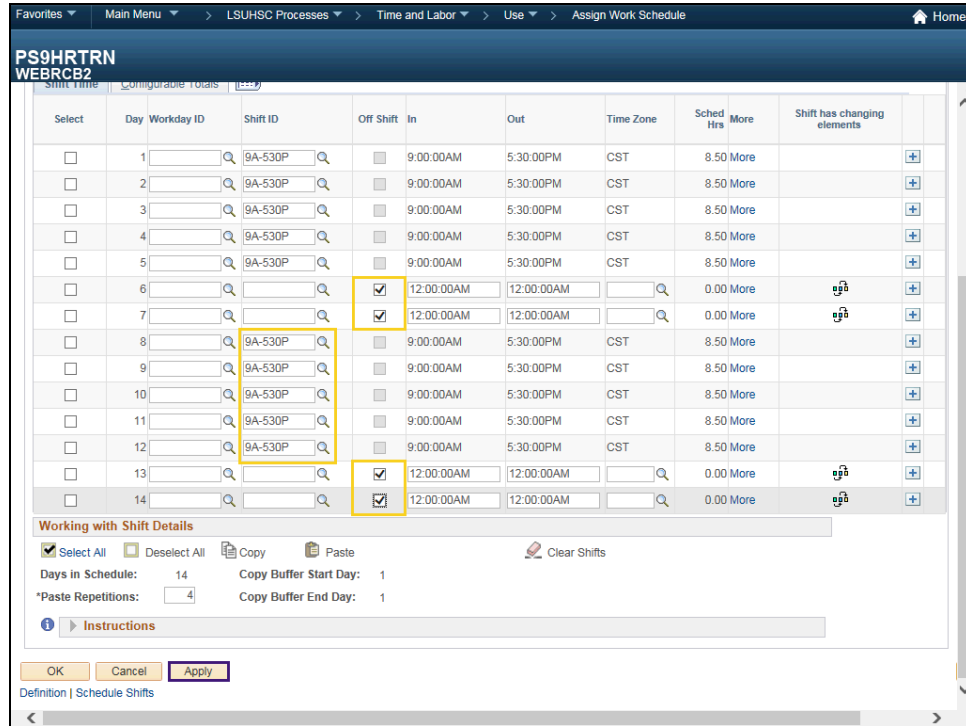 Favorites Main Menu > LSUHSC Processes > Time and Labor > Use > Assign Work Schedule Home
PS9HRTRN
WEBRCB2
Shift Time Configurable Totals
Select Day Workday ID Shift ID Off Shift In Out Time Zone Sched Hrs More Shift has changing elements
1 9A-530P 9:00:00AM 5:30:00PM CST 8.50 More
2 9A-530P 9:00:00AM 5:30:00PM CST 8.50 More
3 9A-530P 9:00:00AM 5:30:00PM CST 8.50 More
4 9A-530P 9:00:00AM 5:30:00PM CST 8.50 More
5 9A-530P 9:00:00AM 5:30:00PM CST 8.50 More
6 12:00:00AM 12:00:00AM 0.00 More
7 12:00:00AM 12:00:00AM 0.00 More
8 9A-530P 9:00:00AM 5:30:00PM CST 8.50 More
9 9A-530P 9:00:00AM 5:30:00PM CST 8.50 More
10 9A-530P 9:00:00AM 5:30:00PM CST 8.50 More
11 9A-530P 9:00:00AM 5:30:00PM CST 8.50 More
12 9A-530P 9:00:00AM 5:30:00PM CST 8.50 More
13 12:00:00AM 12:00:00AM 0.00 More
14 12:00:00AM 12:00:00AM 0.00 More
Working with Shift Details
Select All Deselect All Copy Paste Clear Shifts
Days in Schedule: 14 Copy Buffer Start Day: 1
*Paste Repetitions: 4 Copy Buffer End Day: 1
Instructions
OK Cancel Apply
Definition | Schedule Shifts